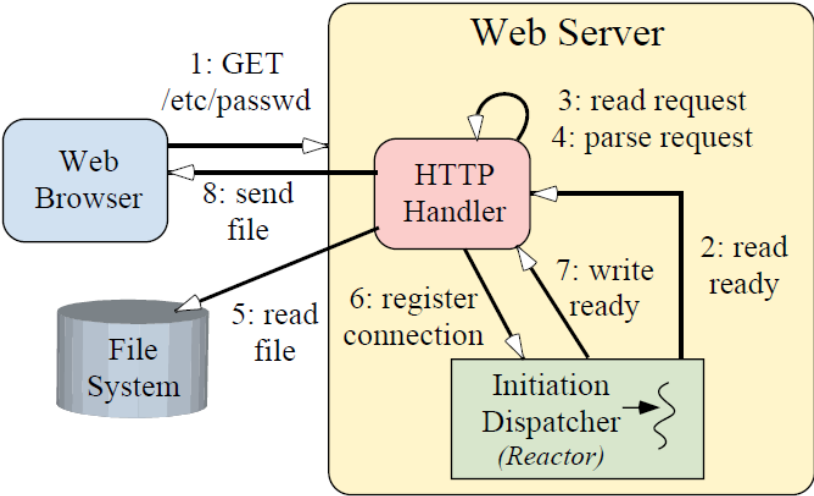 Web Server
1: GET
/etc/passwd
3: read request
4: parse request
Web
Browser
HTTP
Handler
8: send
file
2: read
ready
7: write
ready
6: register
connection
5: read
file
File
System
Initiation
Dispatcher
(Reactor)